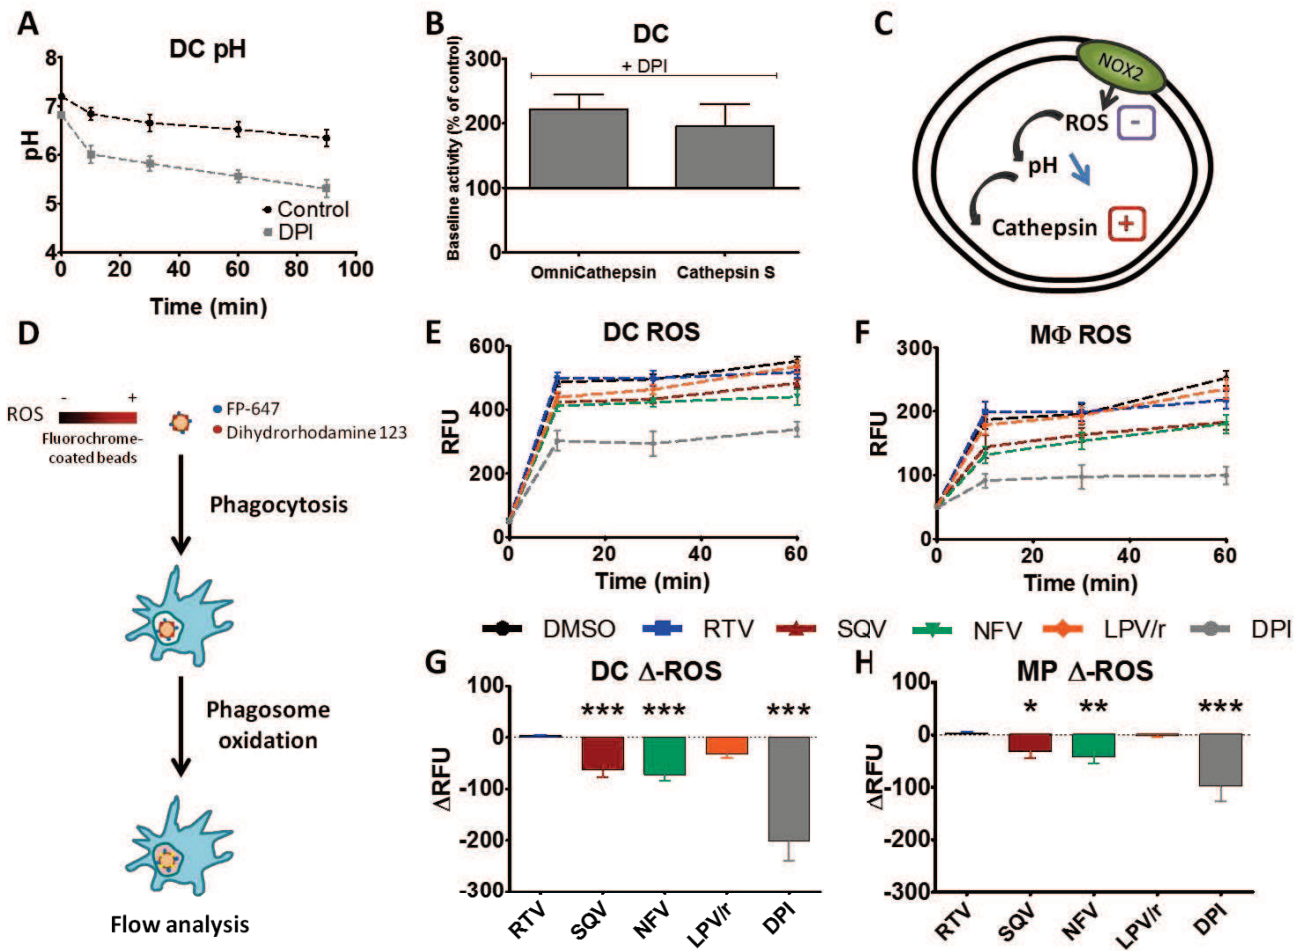 A
DC pH
8
7
6
5
4
pH
0
20
40
60
80
100
Time (min)
Control
DPI
B
DC
+ DPI
300
200
100
0
Baseline activity (% of control)
OmniCathepsin
Cathepsin S
C
NOX2
ROS
-
pH
Cathepsin
+
D
- +
ROS
Fluorochrome-
coated beads
FP-647
Dihydrorhodamine 123
Phagocytosis
Phagosome
oxidation
Flow analysis
E
DC ROS
600
400
200
0
RFU
0
20
40
60
Time (min)
F
MΦ ROS
300
200
100
0
RFU
0
20
40
60
Time (min)
DMSO
RTV
SQV
NFV
LPV/r
DPI
G
DC Δ-ROS
100
0
-100
-200
-300
ΔRFU
***
***
***
RTV
SQV
NFV
LPV/r
DPI
H
MP Δ-ROS
100
0
-100
-200
-300
ΔRFU
*
**
***
RTV
SQV
NFV
LPV/r
DPI